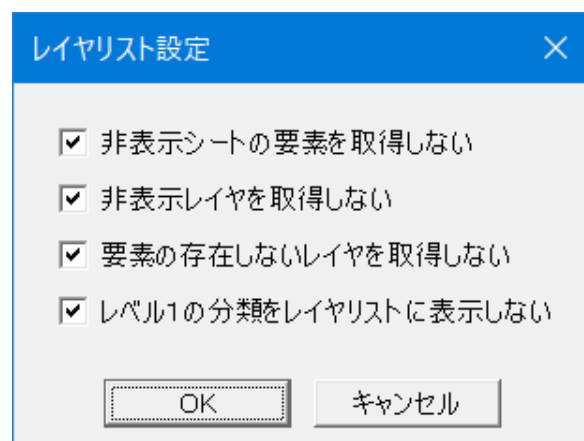 レイヤリスト設定
非表示シートの要素を取得しない
非表示レイヤを取得しない
要素の存在しないレイヤを取得しない
レベル1の分類をレイヤリストに表示しない
OK キャンセル